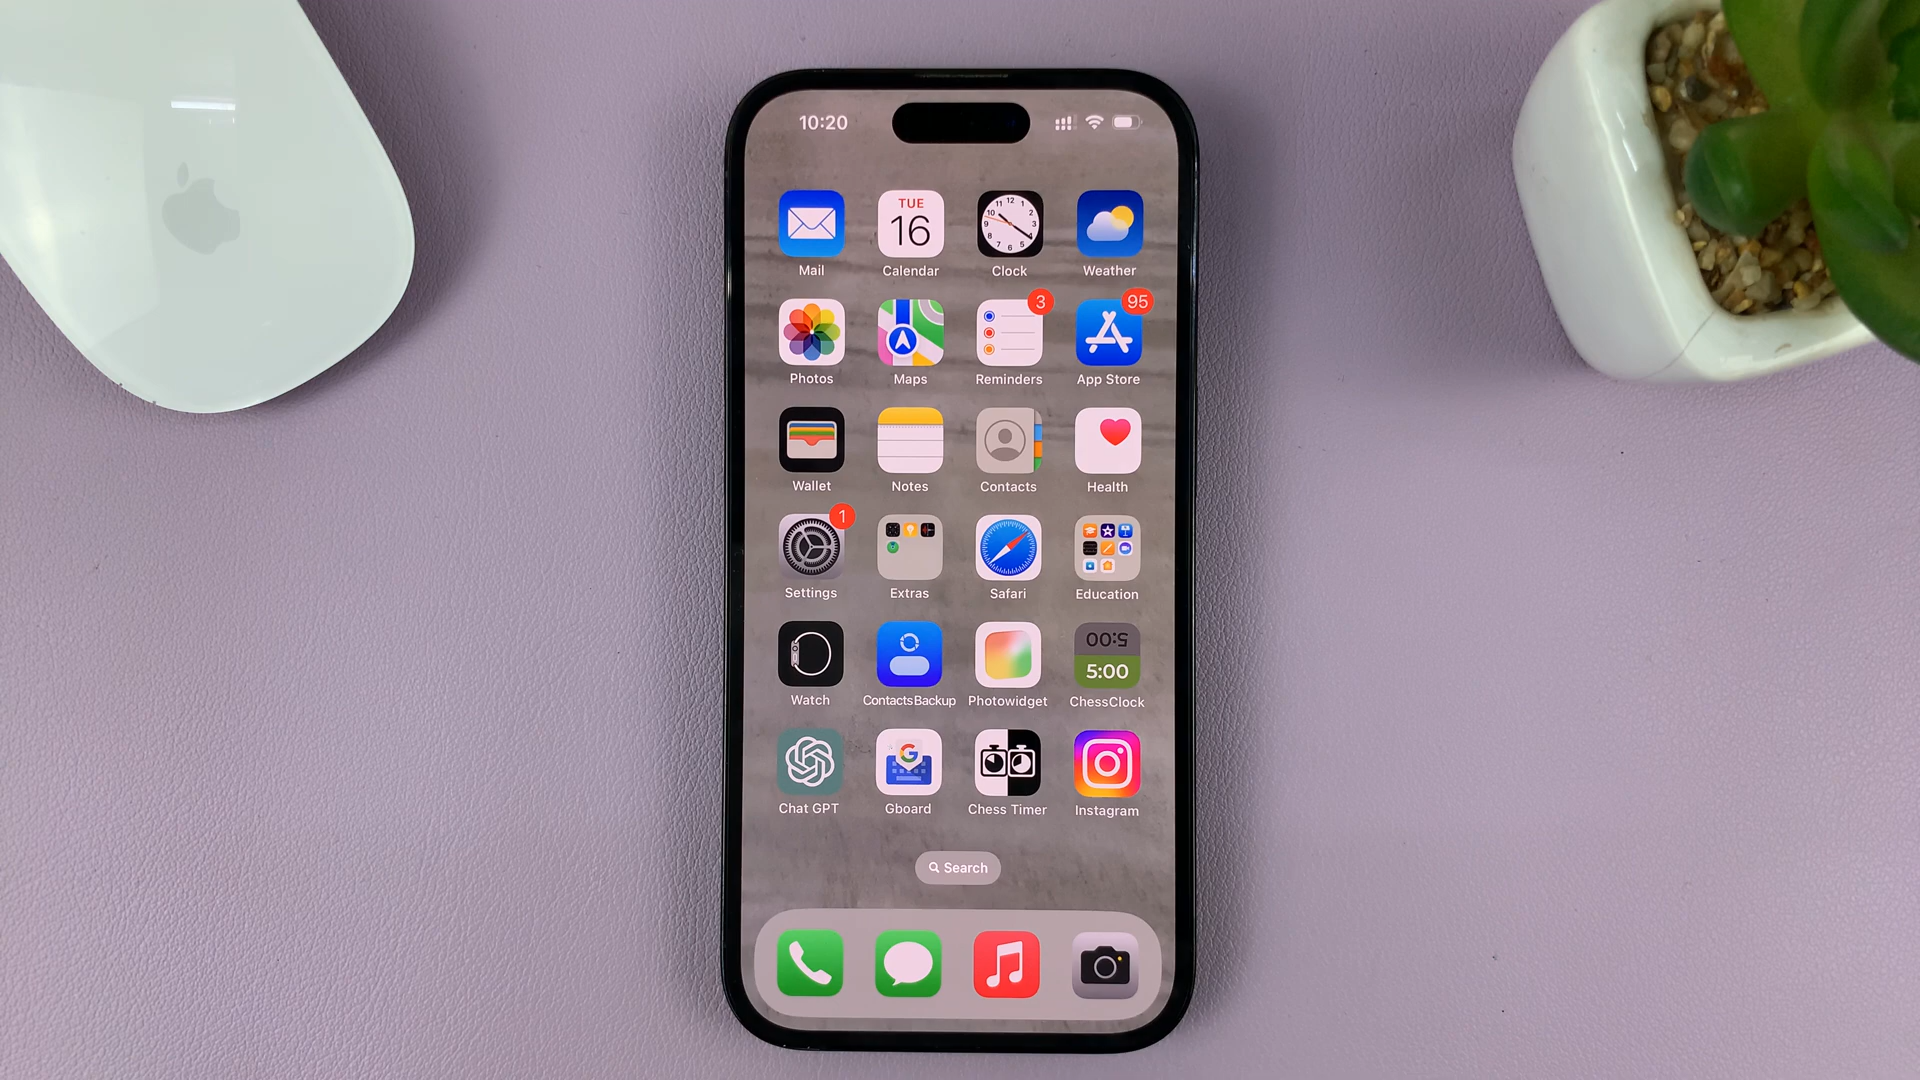 10:20
TUE
16
Mail
Calendar
Clock
Weather
3
95
Photos
Maps
Reminders
App Store
Wallet
Notes
Contacts
Health
1
Settings
Extras
Safari
Education
00:5
5:00
Watch
ContactsBackup
Photowidget
ChessClock
G
Chat GPT
Gboard
Chess Timer
Instagram
Search